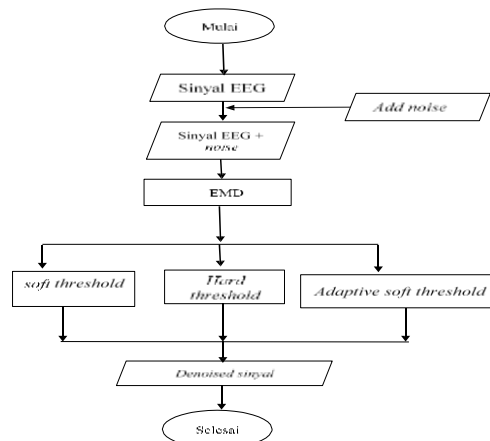 Mulai
Sinyal EEG
Add noise
Sinyal EEG +
noise
EMD
soft threshold
Hard
threshold
Adaptive soft threshold
Denoised sinyal
Selesai